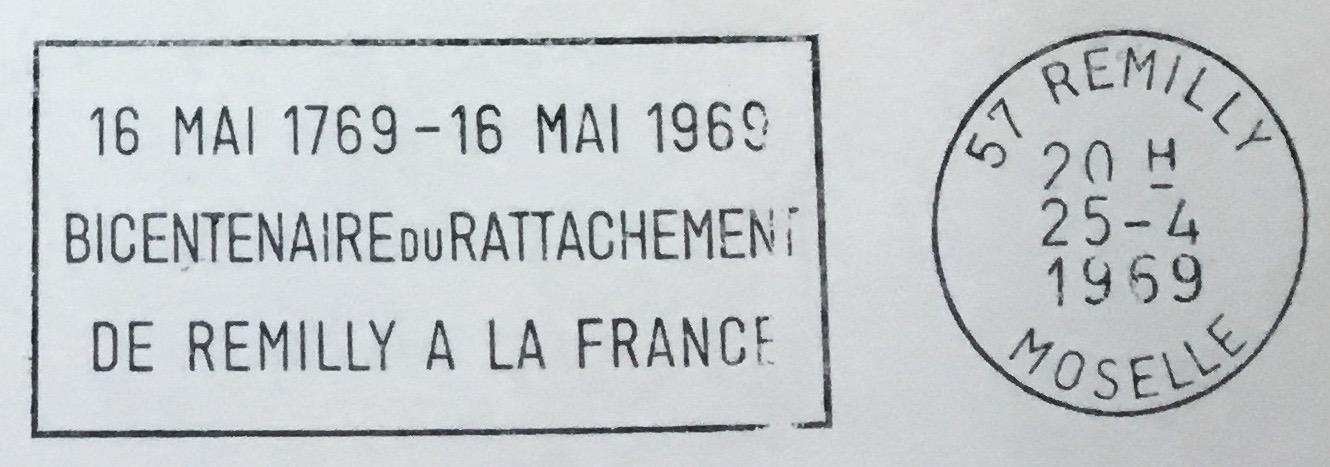 16 MAI 1769 - 16 MAI 1969
BICENTENAIRE DU RATTACHEMENT
DE REMILLY A LA FRANCE
57 REMILLY
20 H
25-4
1969
MOSELLE